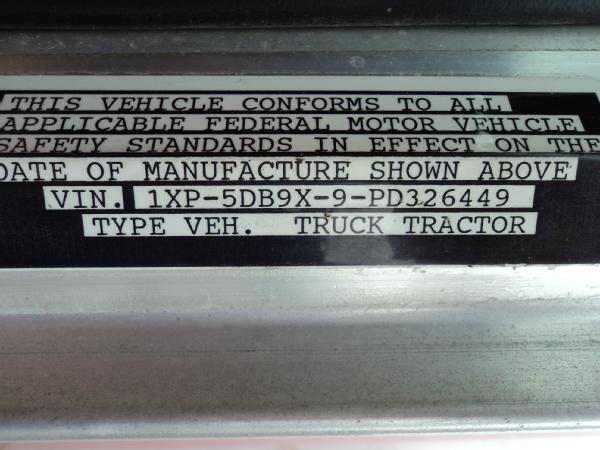 THIS VEHICLE CONFORMS TO ALL
APPLICABLE FEDERAL MOTOR VEHICLE
SAFETY STANDARDS IN EFFECT ON THE
DATE OF MANUFACTURE SHOWN ABOVE
VIN. 1XP-5DB9X-9-PD326449
TYPE VEH. TRUCK TRACTOR